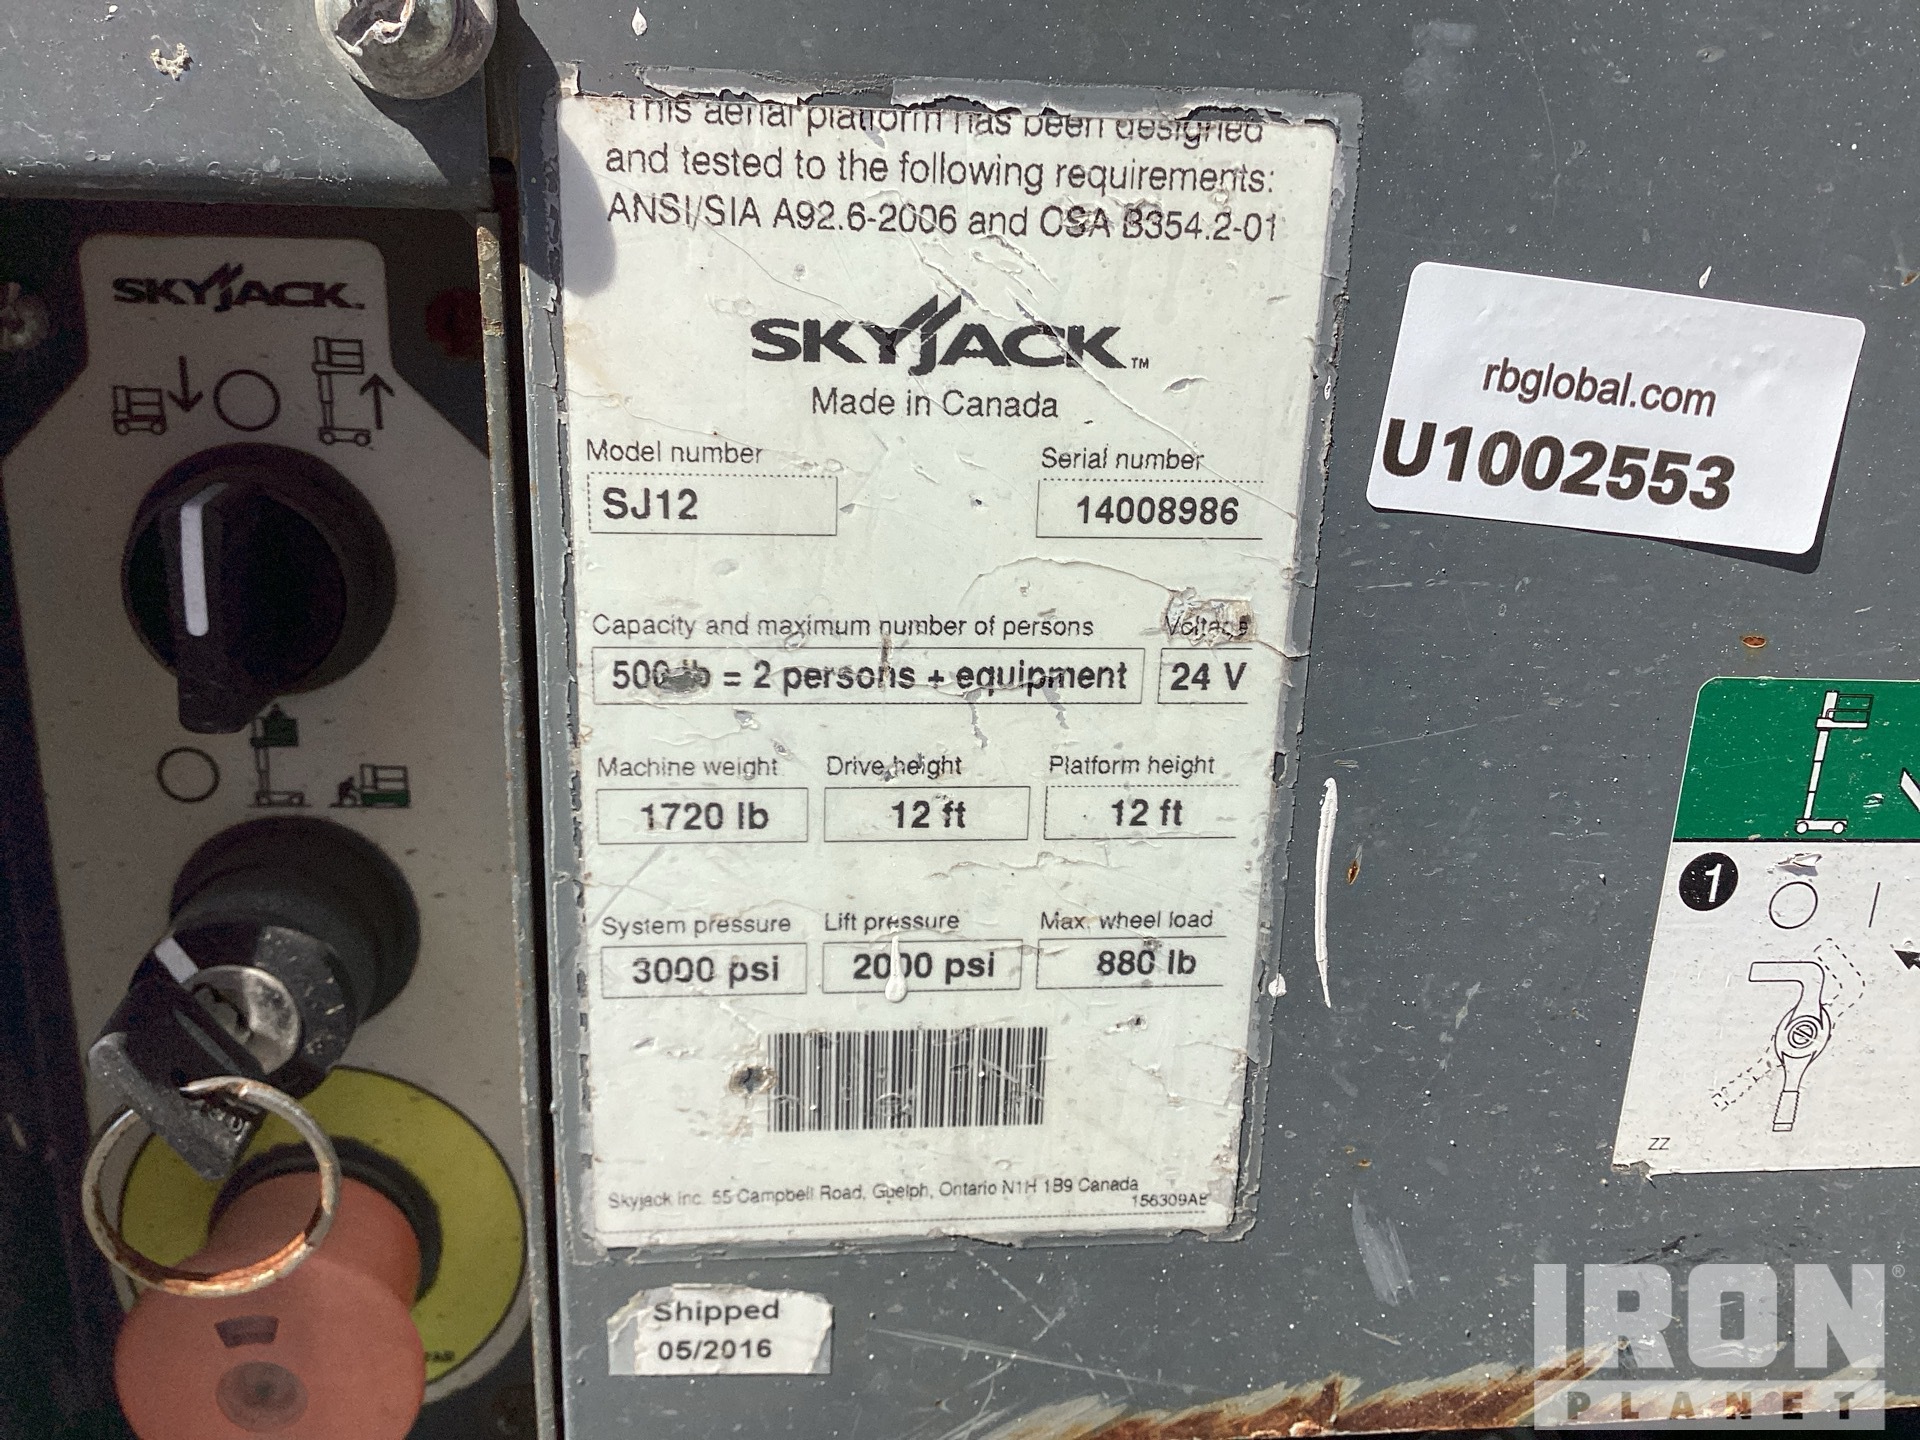 This aerial platform has been designed
and tested to the following requirements:
ANSI/SIA A92.6-2006 and CSA B354.2-01
SKYJACK™
Made in Canada
Model number
SJ12
Serial number
14008986
Capacity and maximum number of persons
500 lb = 2 persons + equipment
Voltage
24 V
Machine weight
1720 lb
Drive height
12 ft
Platform height
12 ft
System pressure
3000 psi
Lift pressure
2000 psi
Max. wheel load
880 lb
Skyjack Inc. 55 Campbell Road, Guelph, Ontario N1H 1B9 Canada
Shipped
05/2016
SKYJACK™
rbglobal.com
U1002553
1
ZZ
IRON®
PLANET